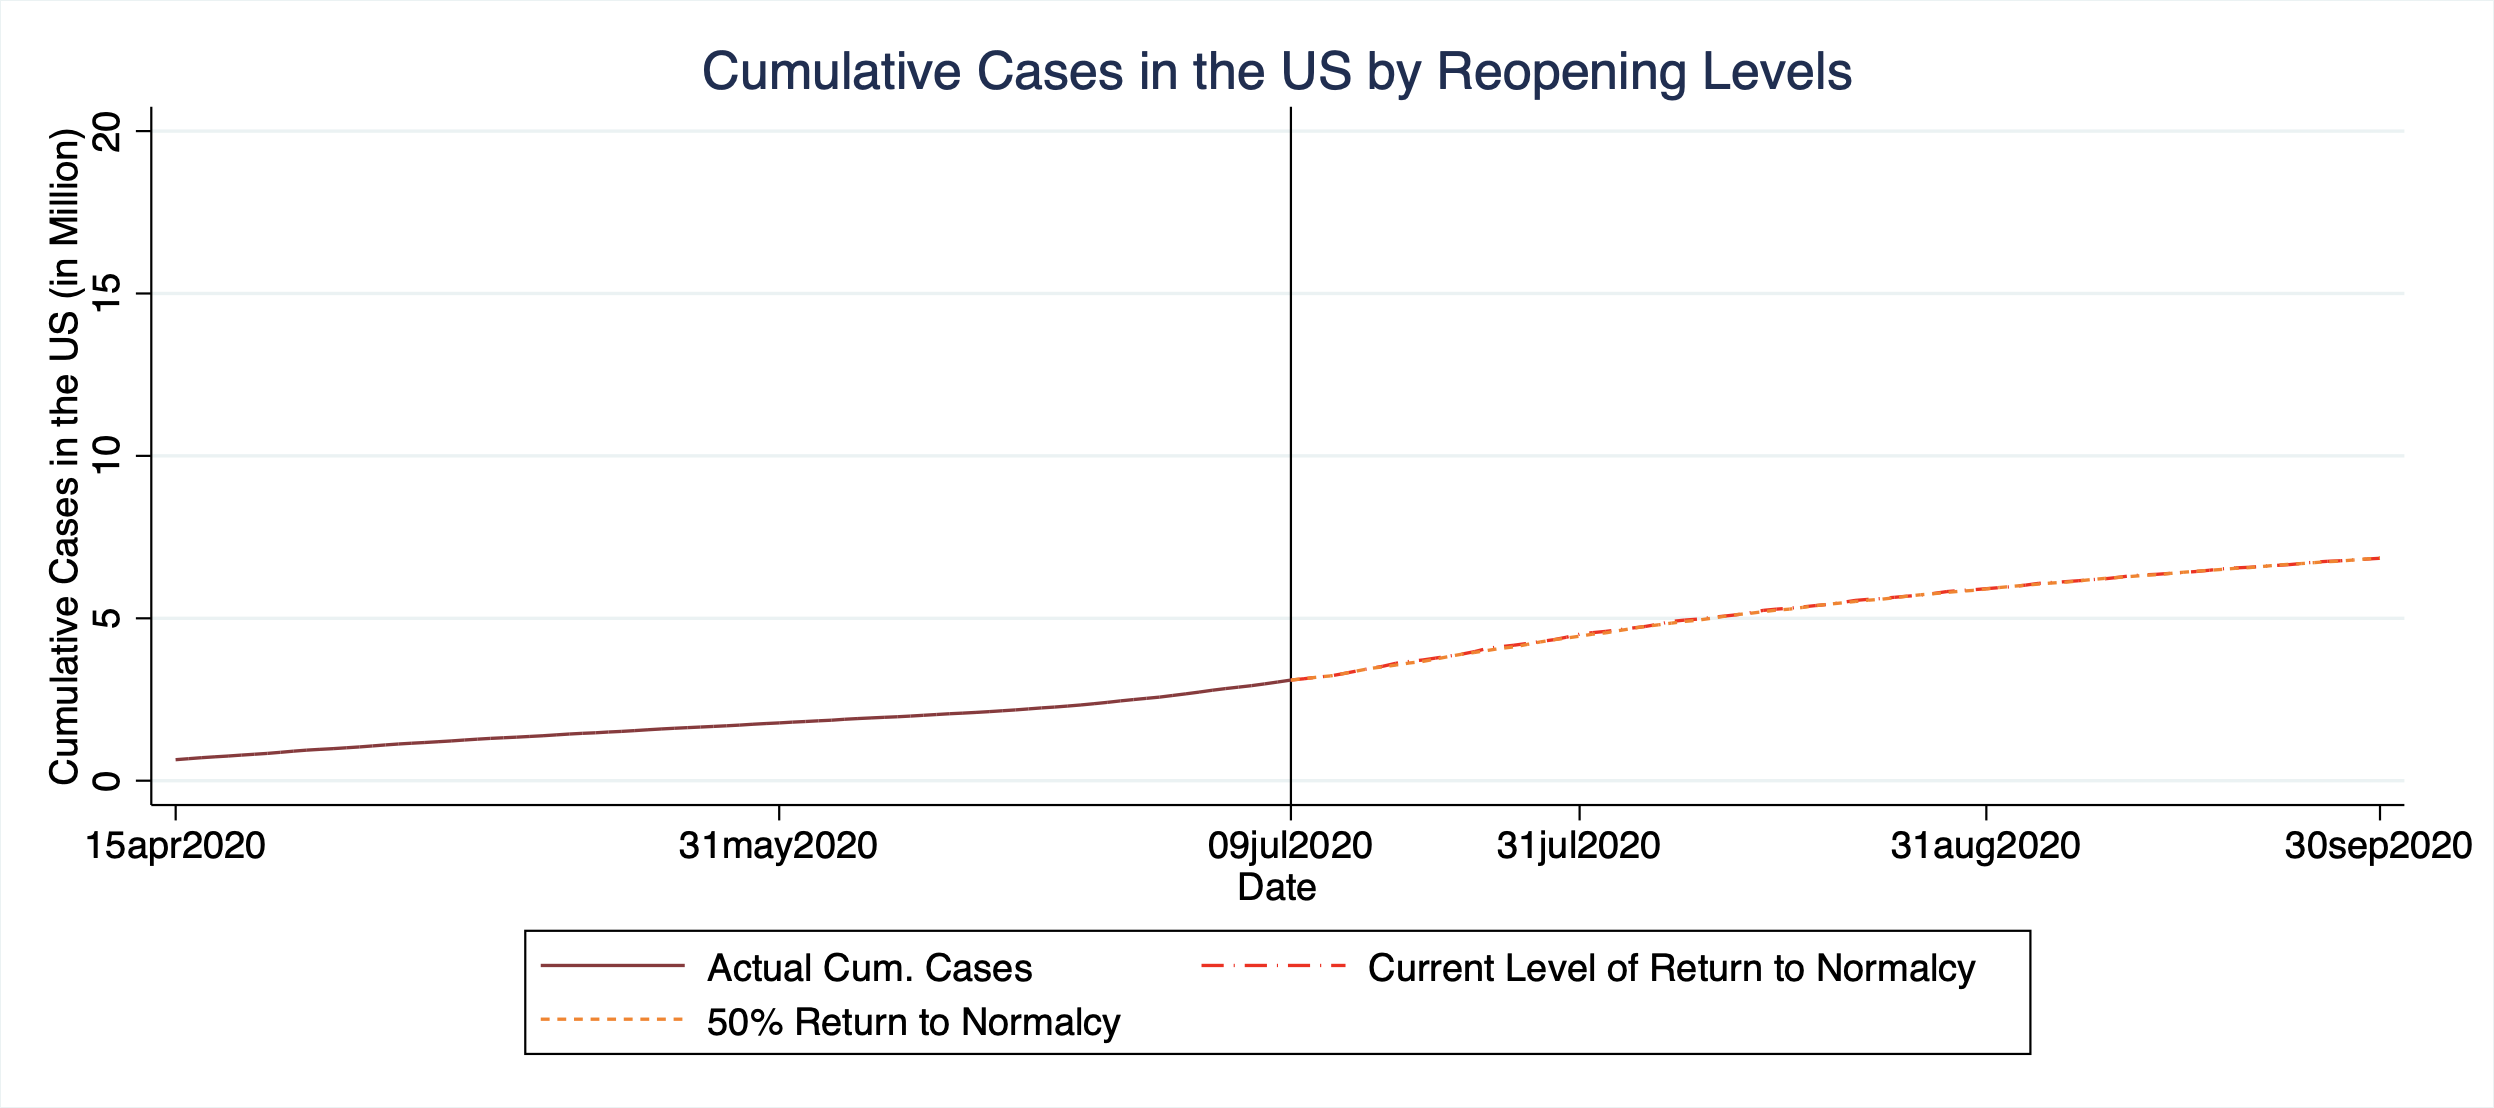 Cumulative Cases in the US by Reopening Levels
Cumulative Cases in the US (in Million)
20
15
10
5
0
15apr2020 31may2020 09jul2020 31jul2020 31aug2020 30sep2020
Date
Actual Cum. Cases Current Level of Return to Normalcy
50% Return to Normalcy